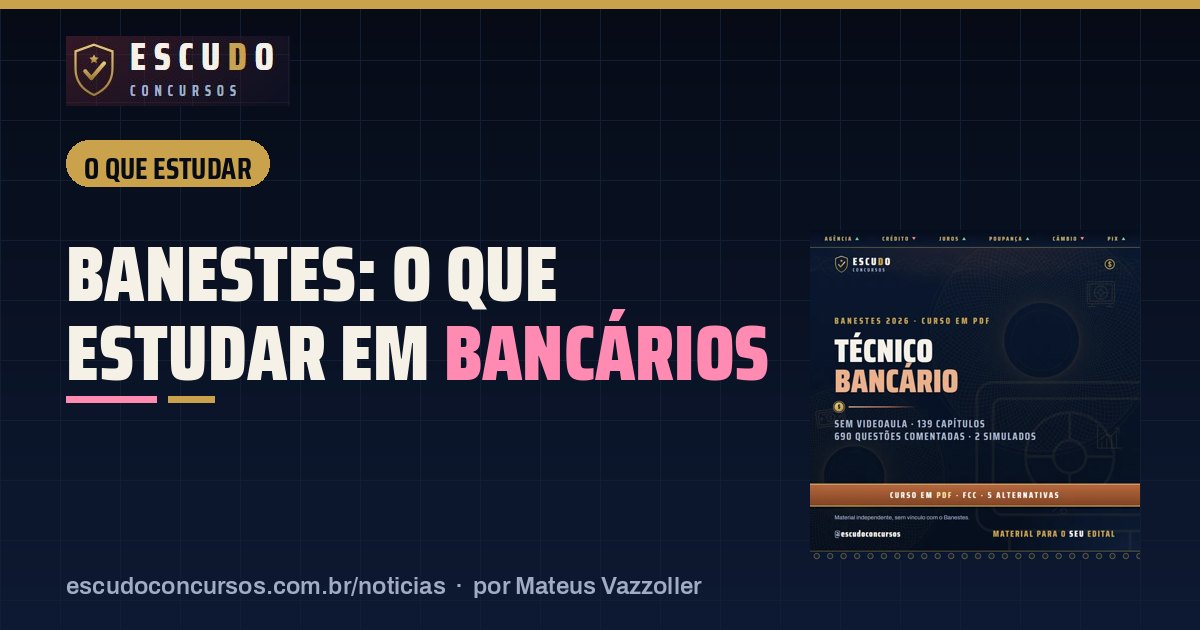 ESCUDO
CONCURSOS
O QUE ESTUDAR
BANESTES: O QUE
ESTUDAR EM BANCÁRIOS
AGÊNCIA ▲ CRÉDITO ▼ JUROS ▲ POUPANÇA ▲ CÂMBIO ▼ PIX ▲
ESCUDO
CONCURSOS
$
BANESTES 2026 · CURSO EM PDF
TÉCNICO
BANCÁRIO
SEM VIDEOAULA · 139 CAPÍTULOS
690 QUESTÕES COMENTADAS · 2 SIMULADOS
CURSO EM PDF · FCC · 5 ALTERNATIVAS
Material independente, sem vínculo com o Banestes.
@escudoconcursos MATERIAL PARA O SEU EDITAL
escudoconcursos.com.br/noticias · por Mateus Vazzoller